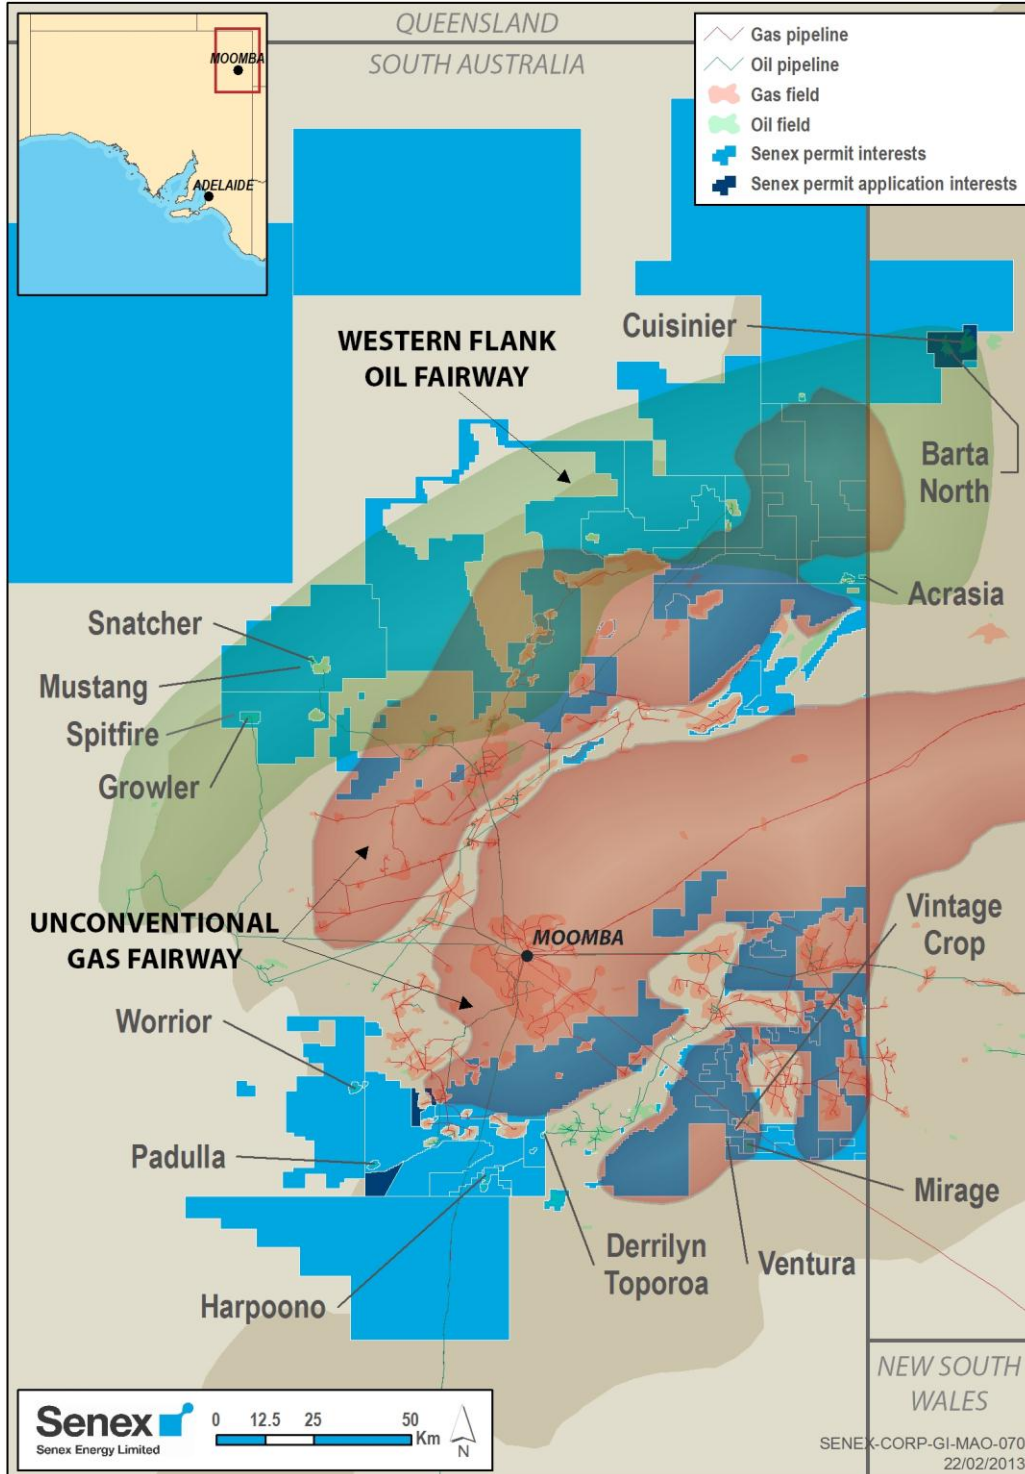 QUEENSLAND
SOUTH AUSTRALIA
MOOMBA
ADELAIDE
Gas pipeline
Oil pipeline
Gas field
Oil field
Senex permit interests
Senex permit application interests
Cuisinier
WESTERN FLANK
OIL FAIRWAY
Barta
North
Acrasia
Snatcher
Mustang
Spitfire
Growler
UNCONVENTIONAL
GAS FAIRWAY
MOOMBA
Vintage
Crop
Worrior
Padulla
Mirage
Derrilyn
Toporoa
Ventura
Harpoono
NEW SOUTH
WALES
Senex
Senex Energy Limited
0 12.5 25 50
Km
N
SENEX-CORP-GI-MAO-070
22/02/2013